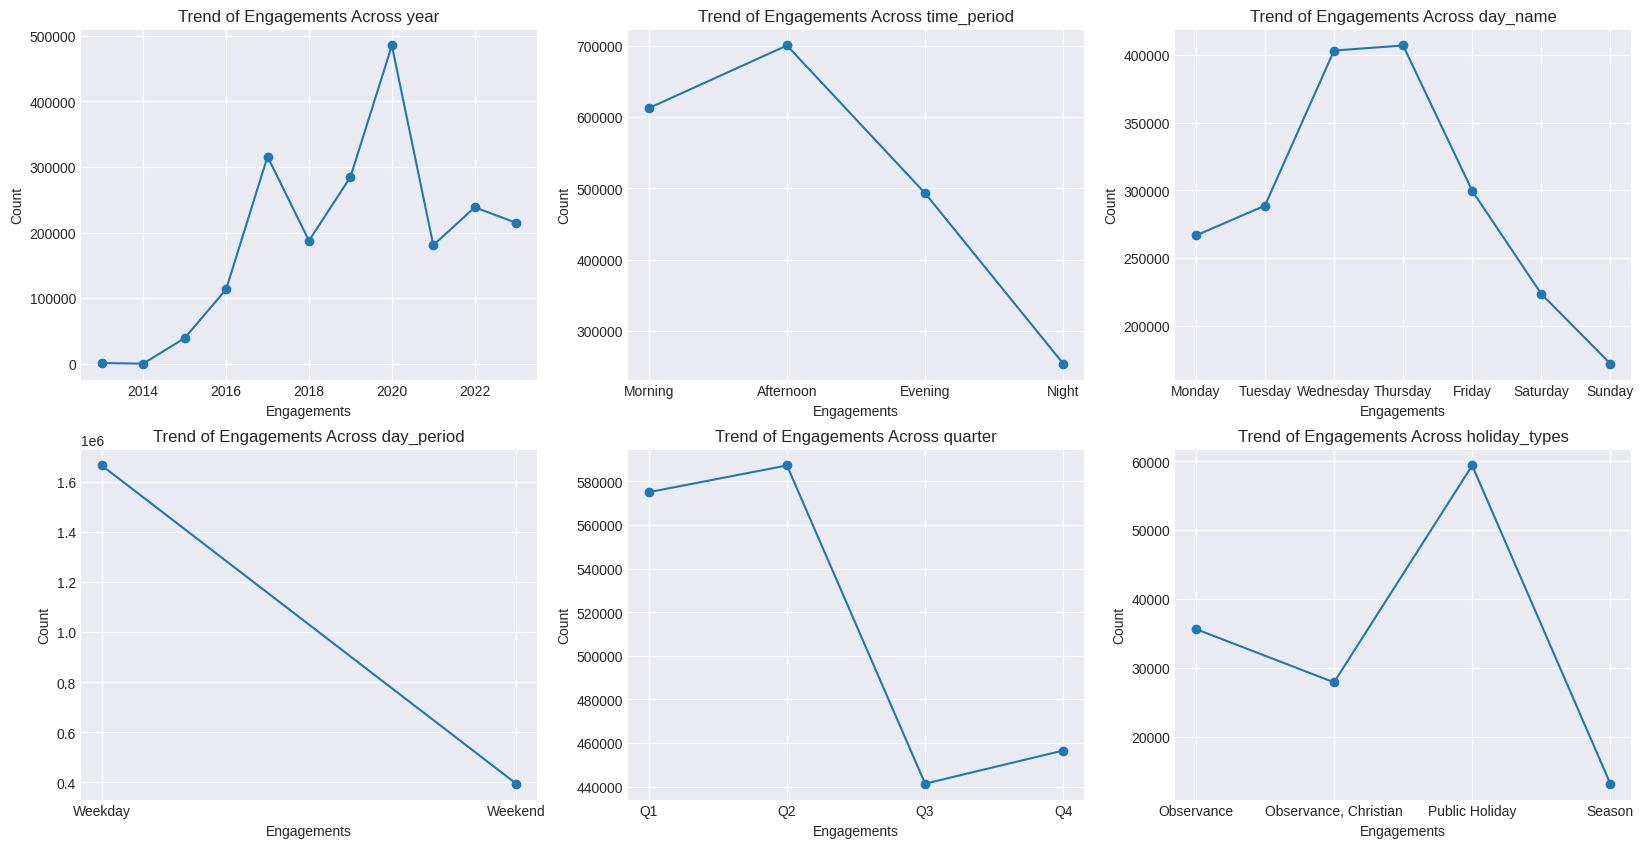 Trend of Engagements Across year
500000
400000
300000
200000
100000
0
Count
2014 2016 2018 2020 2022
Engagements
Trend of Engagements Across time_period
700000
600000
500000
400000
300000
Count
Morning Afternoon Evening Night
Engagements
Trend of Engagements Across day_name
400000
350000
300000
250000
200000
Count
Monday Tuesday Wednesday Thursday Friday Saturday Sunday
Engagements
Trend of Engagements Across day_period
1e6
1.6
1.4
1.2
1.0
0.8
0.6
0.4
Count
Weekday Weekend
Engagements
Trend of Engagements Across quarter
580000
560000
540000
520000
500000
480000
460000
440000
Count
Q1 Q2 Q3 Q4
Engagements
Trend of Engagements Across holiday_types
60000
50000
40000
30000
20000
Count
Observance Observance, Christian Public Holiday Season
Engagements